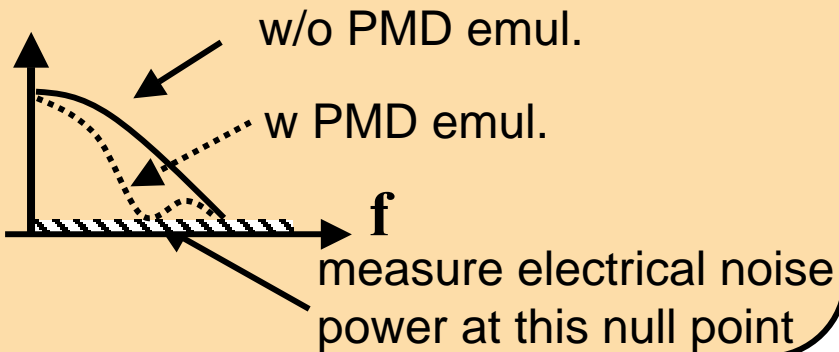 w/o PMD emul.
w PMD emul.
f
measure electrical noise
power at this null point